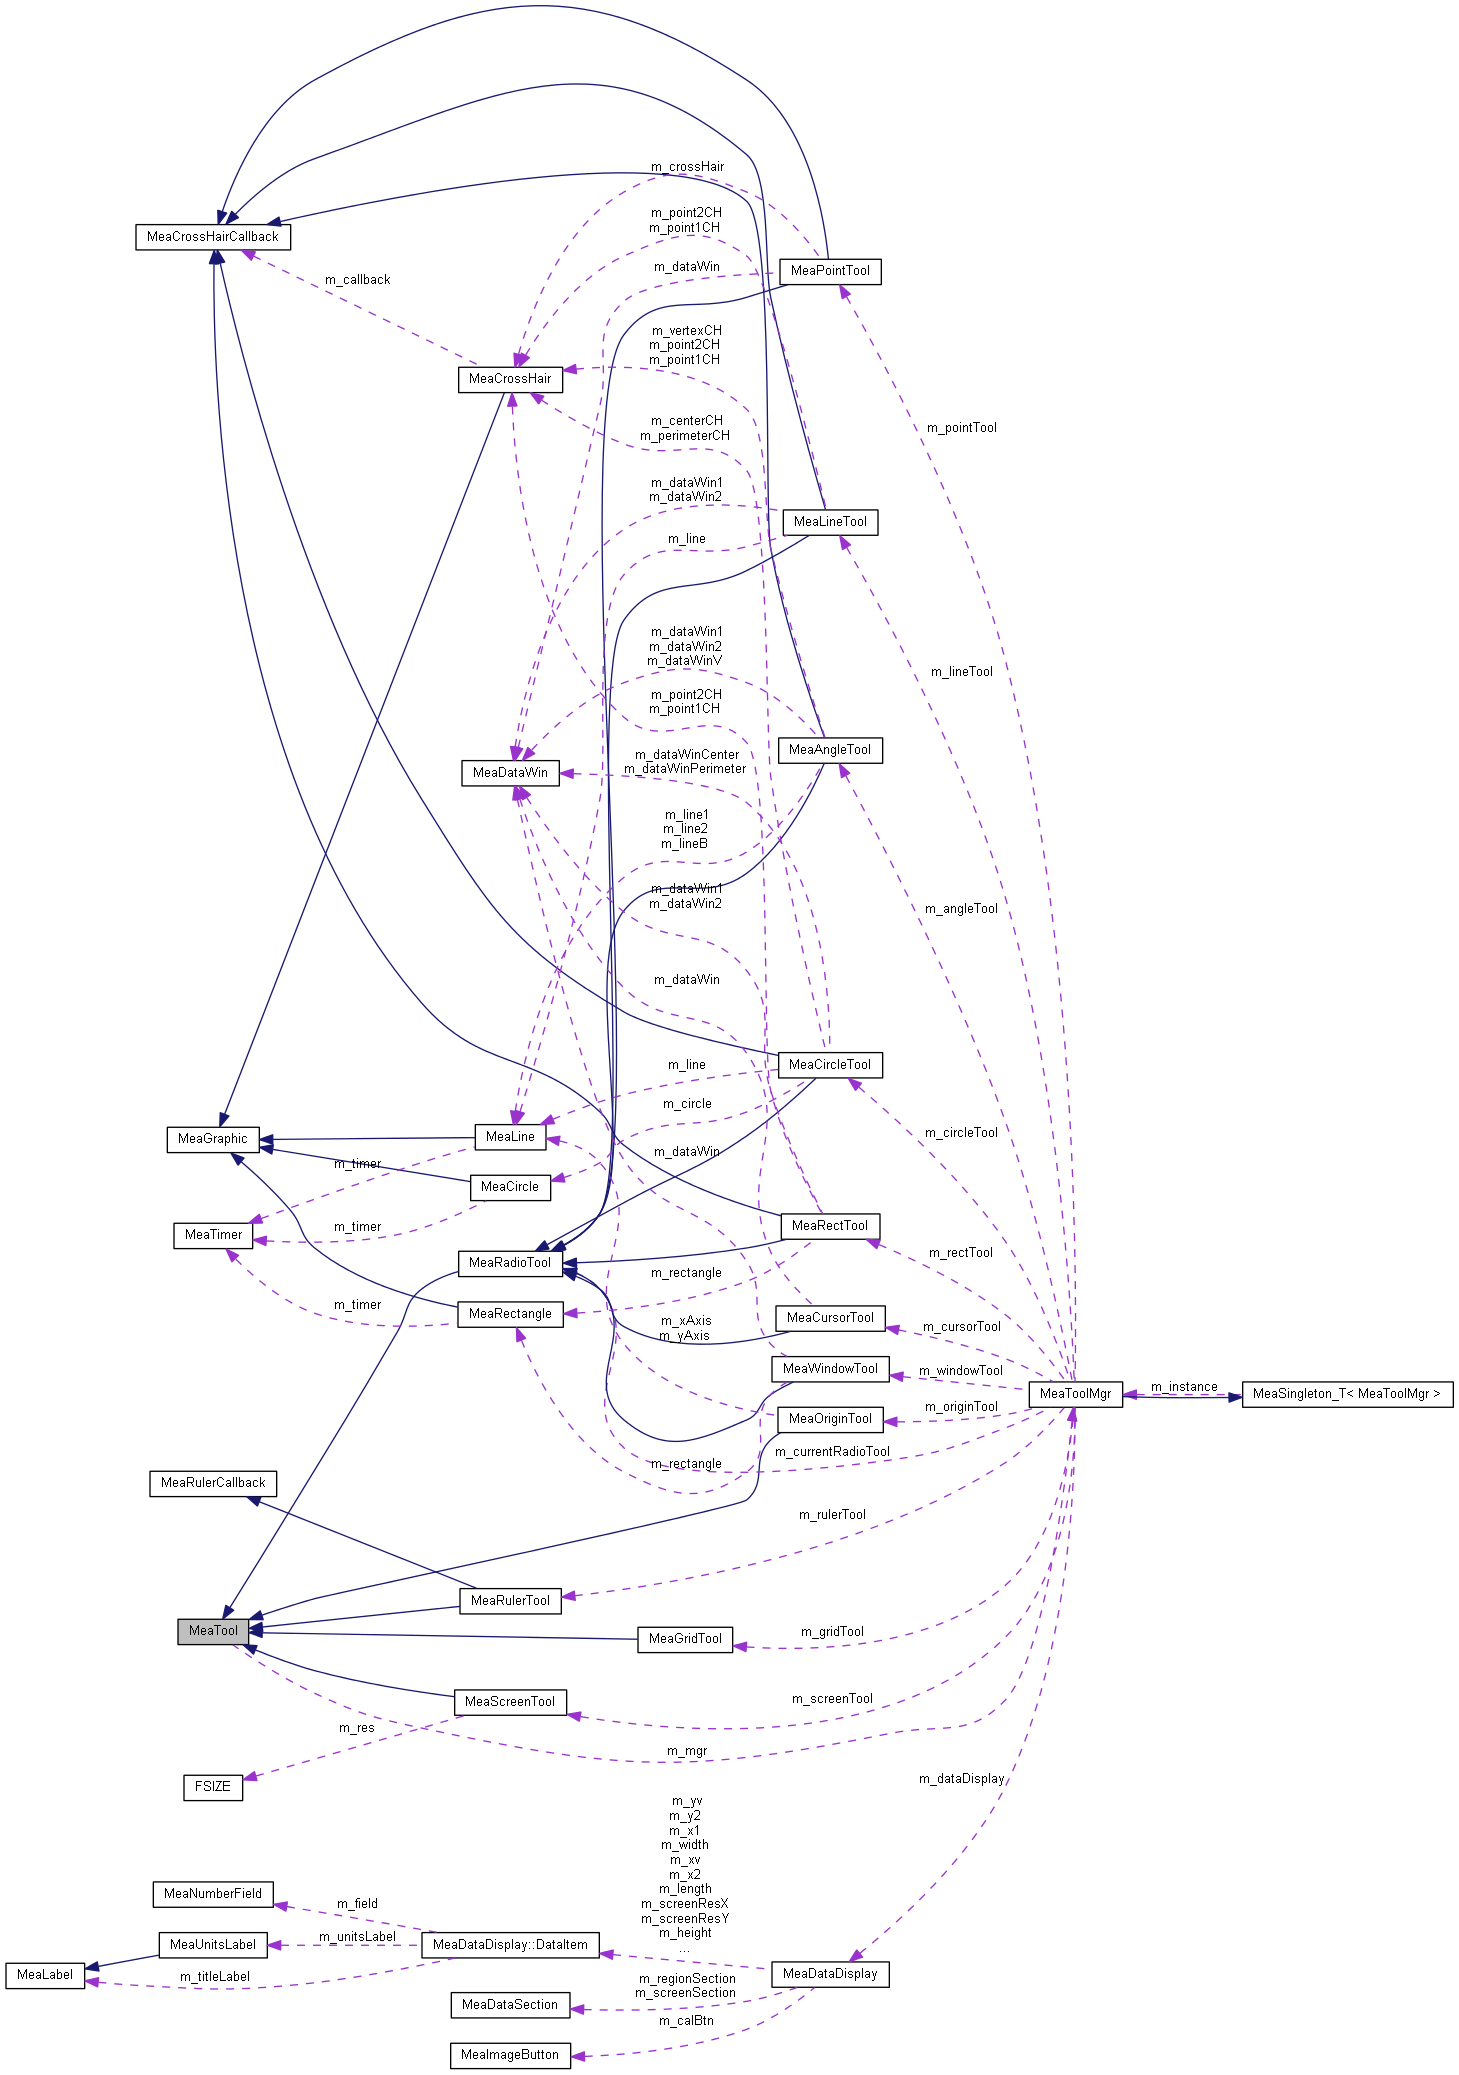 m_crossHair
m_point2CH
m_point1CH
MeaCrossHairCallback
m_dataWin
MeaPointTool
m_callback
m_vertexCH
m_point2CH
m_point1CH
MeaCrossHair
m_centerCH
m_perimeterCH
m_pointTool
m_dataWin1
m_dataWin2
MeaLineTool
m_line
m_dataWin1
m_dataWin2
m_dataWinV
m_lineTool
m_point2CH
m_point1CH
MeaAngleTool
m_dataWinCenter
m_dataWinPerimeter
MeaDataWin
m_line1
m_line2
m_lineB
m_dataWin1
m_dataWin2
m_angleTool
m_dataWin
m_line
MeaCircleTool
m_circle
m_circleTool
MeaGraphic
MeaLine
m_dataWin
m_timer
MeaCircle
m_timer
MeaTimer
MeaRectTool
m_rectTool
MeaRadioTool
m_rectangle
m_timer
MeaRectangle
m_xAxis
m_yAxis
MeaCursorTool
m_cursorTool
MeaWindowTool
m_windowTool
MeaToolMgr
m_instance
MeaSingleton_T< MeaToolMgr >
MeaOriginTool
m_originTool
m_currentRadioTool
m_rectangle
MeaRulerCallback
m_rulerTool
MeaRulerTool
MeaTool
MeaGridTool
m_gridTool
MeaScreenTool
m_screenTool
m_res
m_mgr
FSIZE
m_dataDisplay
m_yv
m_y2
m_x1
m_width
m_xv
m_x2
m_length
m_screenResX
m_screenResY
m_height
...
MeaNumberField
m_field
MeaUnitsLabel
m_unitsLabel
MeaDataDisplay::DataItem
MeaLabel
m_titleLabel
MeaDataDisplay
m_regionSection
m_screenSection
MeaDataSection
m_calBtn
MeaImageButton